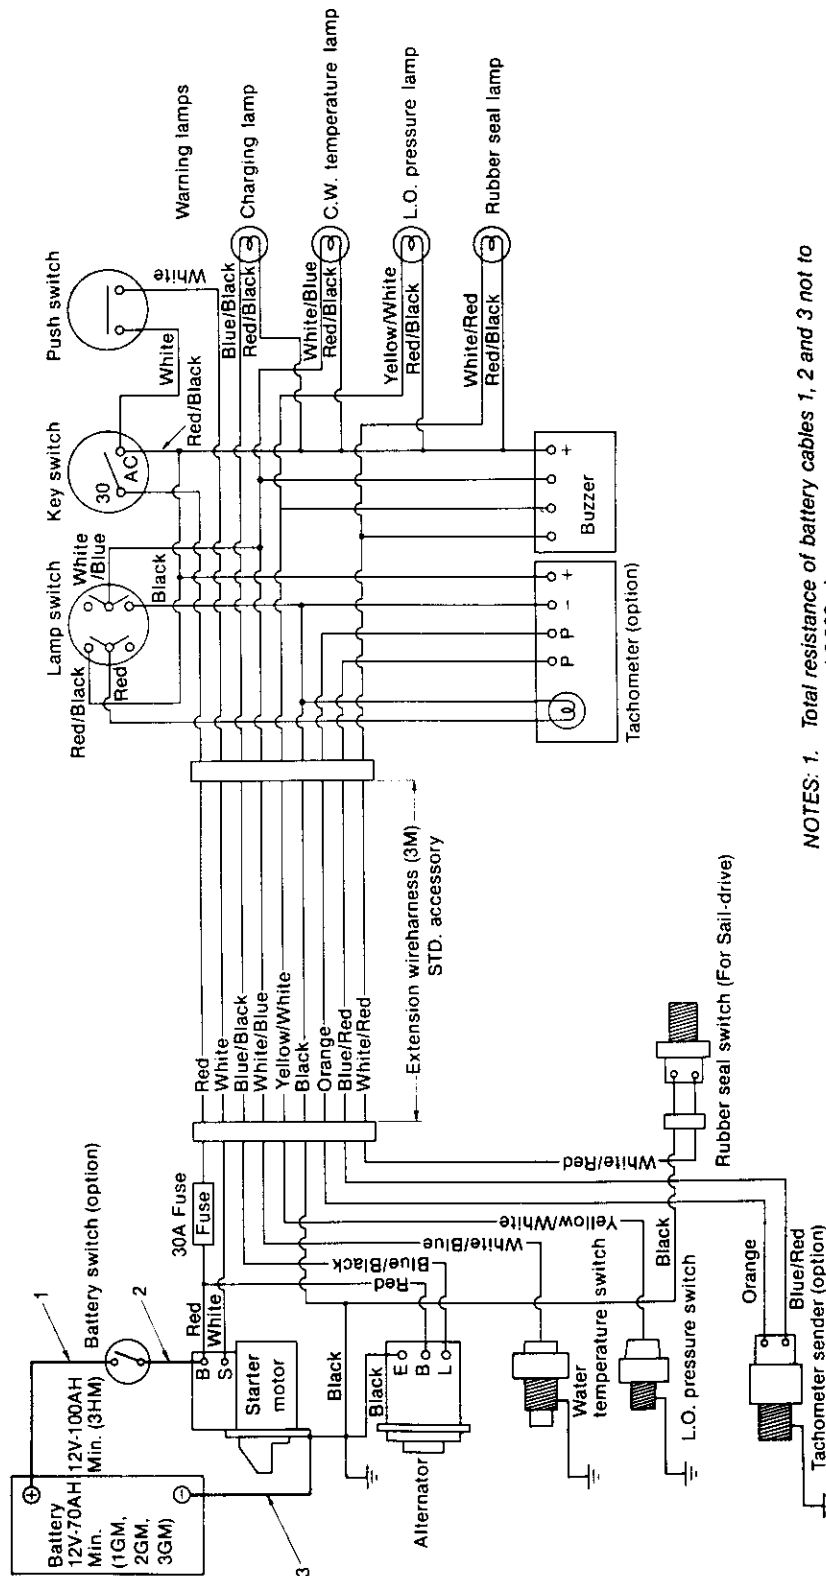 Battery
12V-70AH
Min.
(1GM,
2GM,
3GM)
12V-100AH
Min. (3HM)
1
Battery switch (option)
2
3
30A Fuse
Fuse
Red
White
B
S
Starter
motor
Black
Black
E
B
L
Alternator
Red
Blue/Black
White/Blue
Yellow/White
White/Red
Water
temperature switch
L.O. pressure switch
Black
Orange
Blue/Red
Tachometer sender (option)
Rubber seal switch (For Sail-drive)
Red
White
Blue/Black
White/Blue
Yellow/White
Black
Orange
Blue/Red
White/Red
Extension wireharness (3M)
STD. accessory
Lamp switch
Red/Black
Red
White
/Blue
Black
Key switch
30
AC
Red/Black
White
Push switch
White
Warning lamps
Blue/Black
Red/Black
Charging lamp
White/Blue
Red/Black
C.W. temperature lamp
Yellow/White
Red/Black
L.O. pressure lamp
White/Red
Red/Black
Rubber seal lamp
P
P
−
+
Tachometer (option)
+
Buzzer
NOTES: 1. Total resistance of battery cables 1, 2 and 3 not to